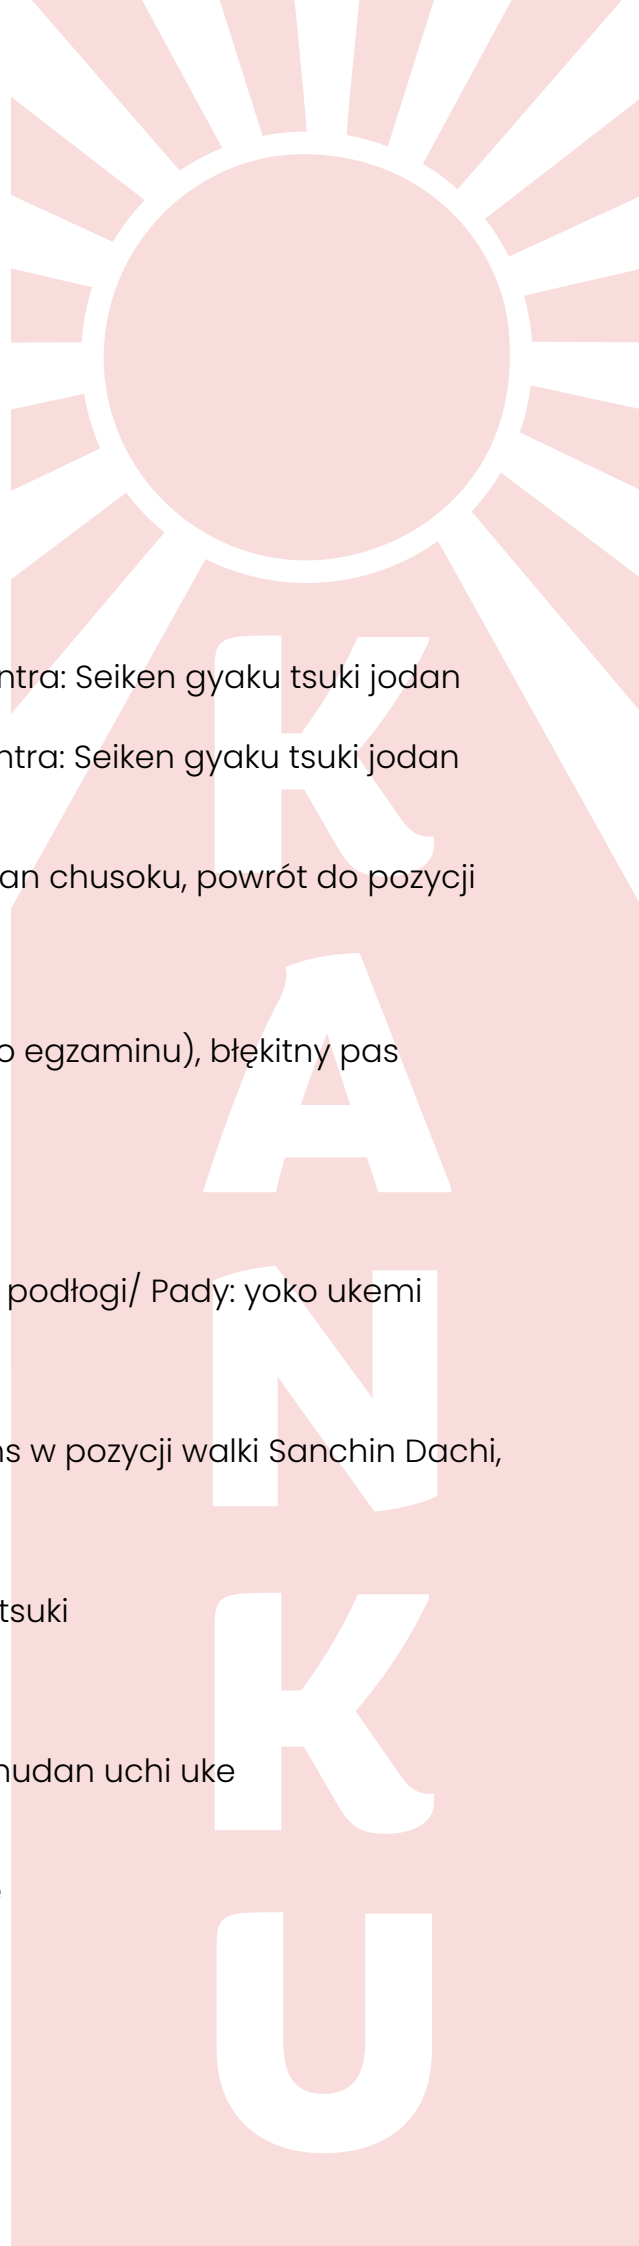 ntra: Seiken gyaku tsuki jodan
ntra: Seiken gyaku tsuki jodan
an chusoku, powrót do pozycji
o egzaminu), błękitny pas
podłogi/ Pady: yoko ukemi
s w pozycji walki Sanchin Dachi,
tsuki
udan uchi uke
KANKU